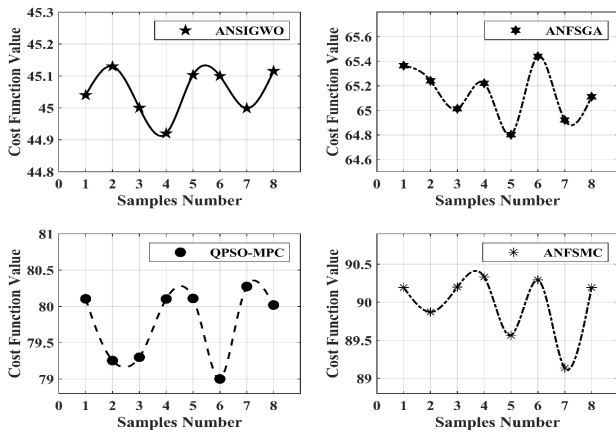 45.3
45.2
45.1
45
44.9
44.8
0 1 2 3 4 5 6 7 8
Cost Function Value
Samples Number
ANSIGWO
65.6
65.4
65.2
65
64.8
64.6
0 1 2 3 4 5 6 7 8
Cost Function Value
Samples Number
ANFSGA
81
80.5
80
79.5
79
0 1 2 3 4 5 6 7 8
Cost Function Value
Samples Number
QPSO-MPC
90.5
90
89.5
89
0 1 2 3 4 5 6 7 8
Cost Function Value
Samples Number
ANFSMC